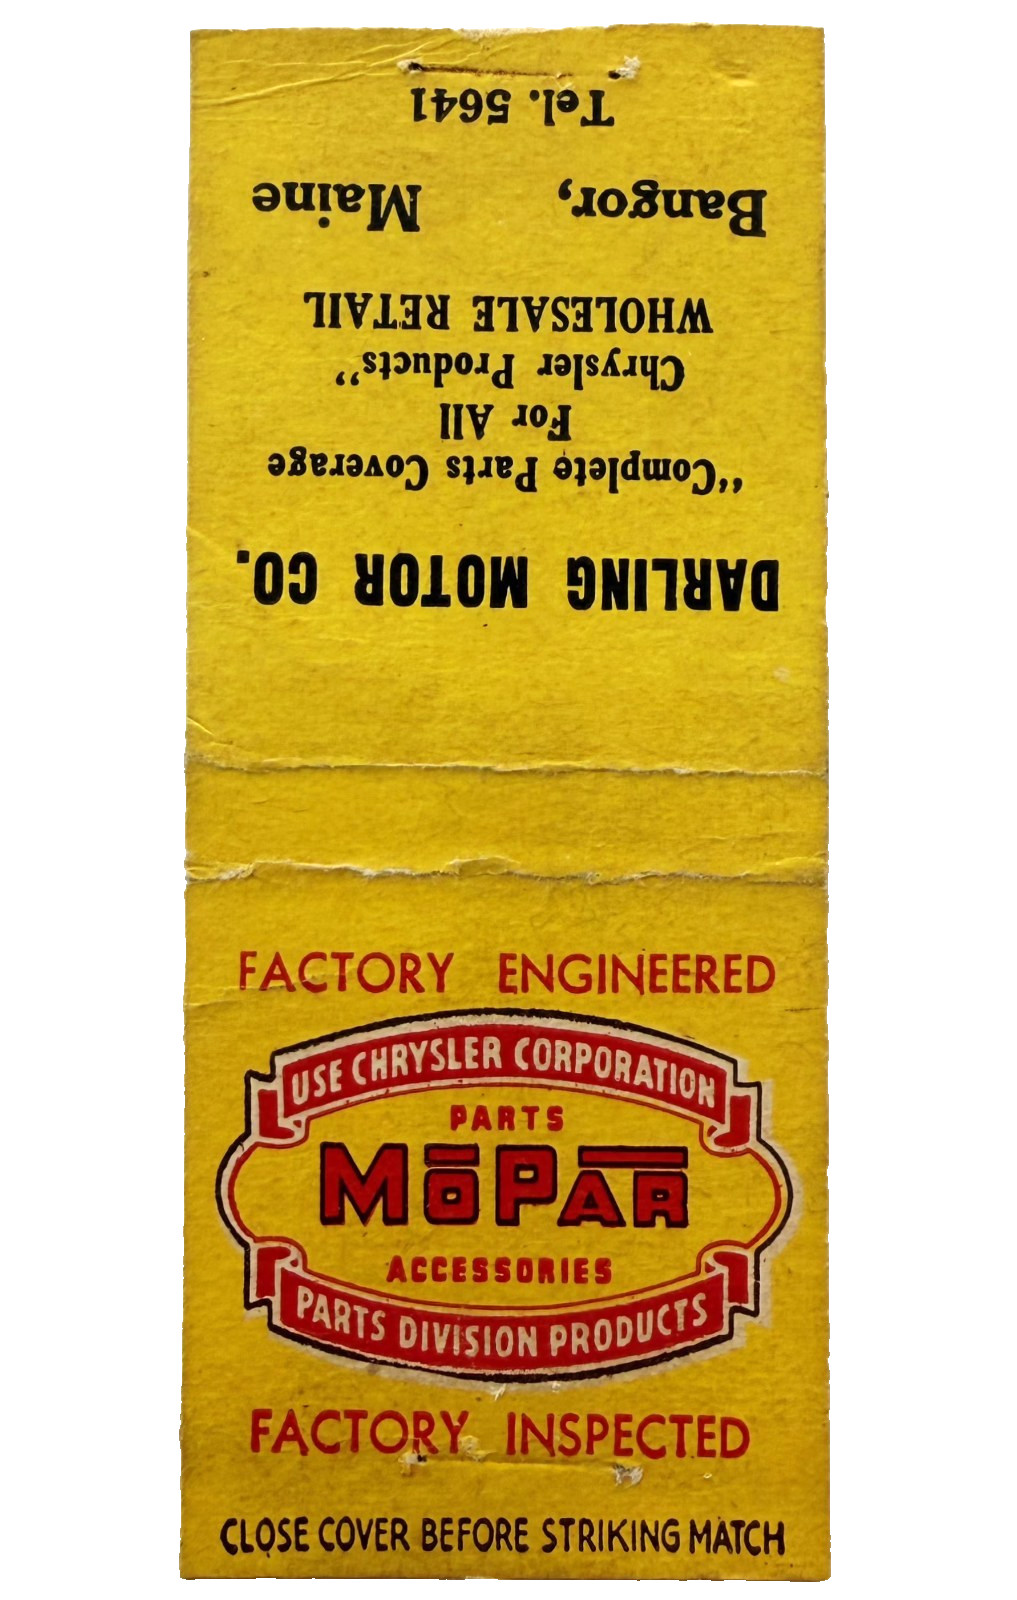 DARLING MOTOR CO.
"Complete Parts Coverage
For All
Chrysler Products"
WHOLESALE RETAIL
Bangor, Maine
Tel. 5641
FACTORY ENGINEERED
USE CHRYSLER CORPORATION
PARTS
MOPAR
ACCESSORIES
PARTS DIVISION PRODUCTS
FACTORY INSPECTED
CLOSE COVER BEFORE STRIKING MATCH